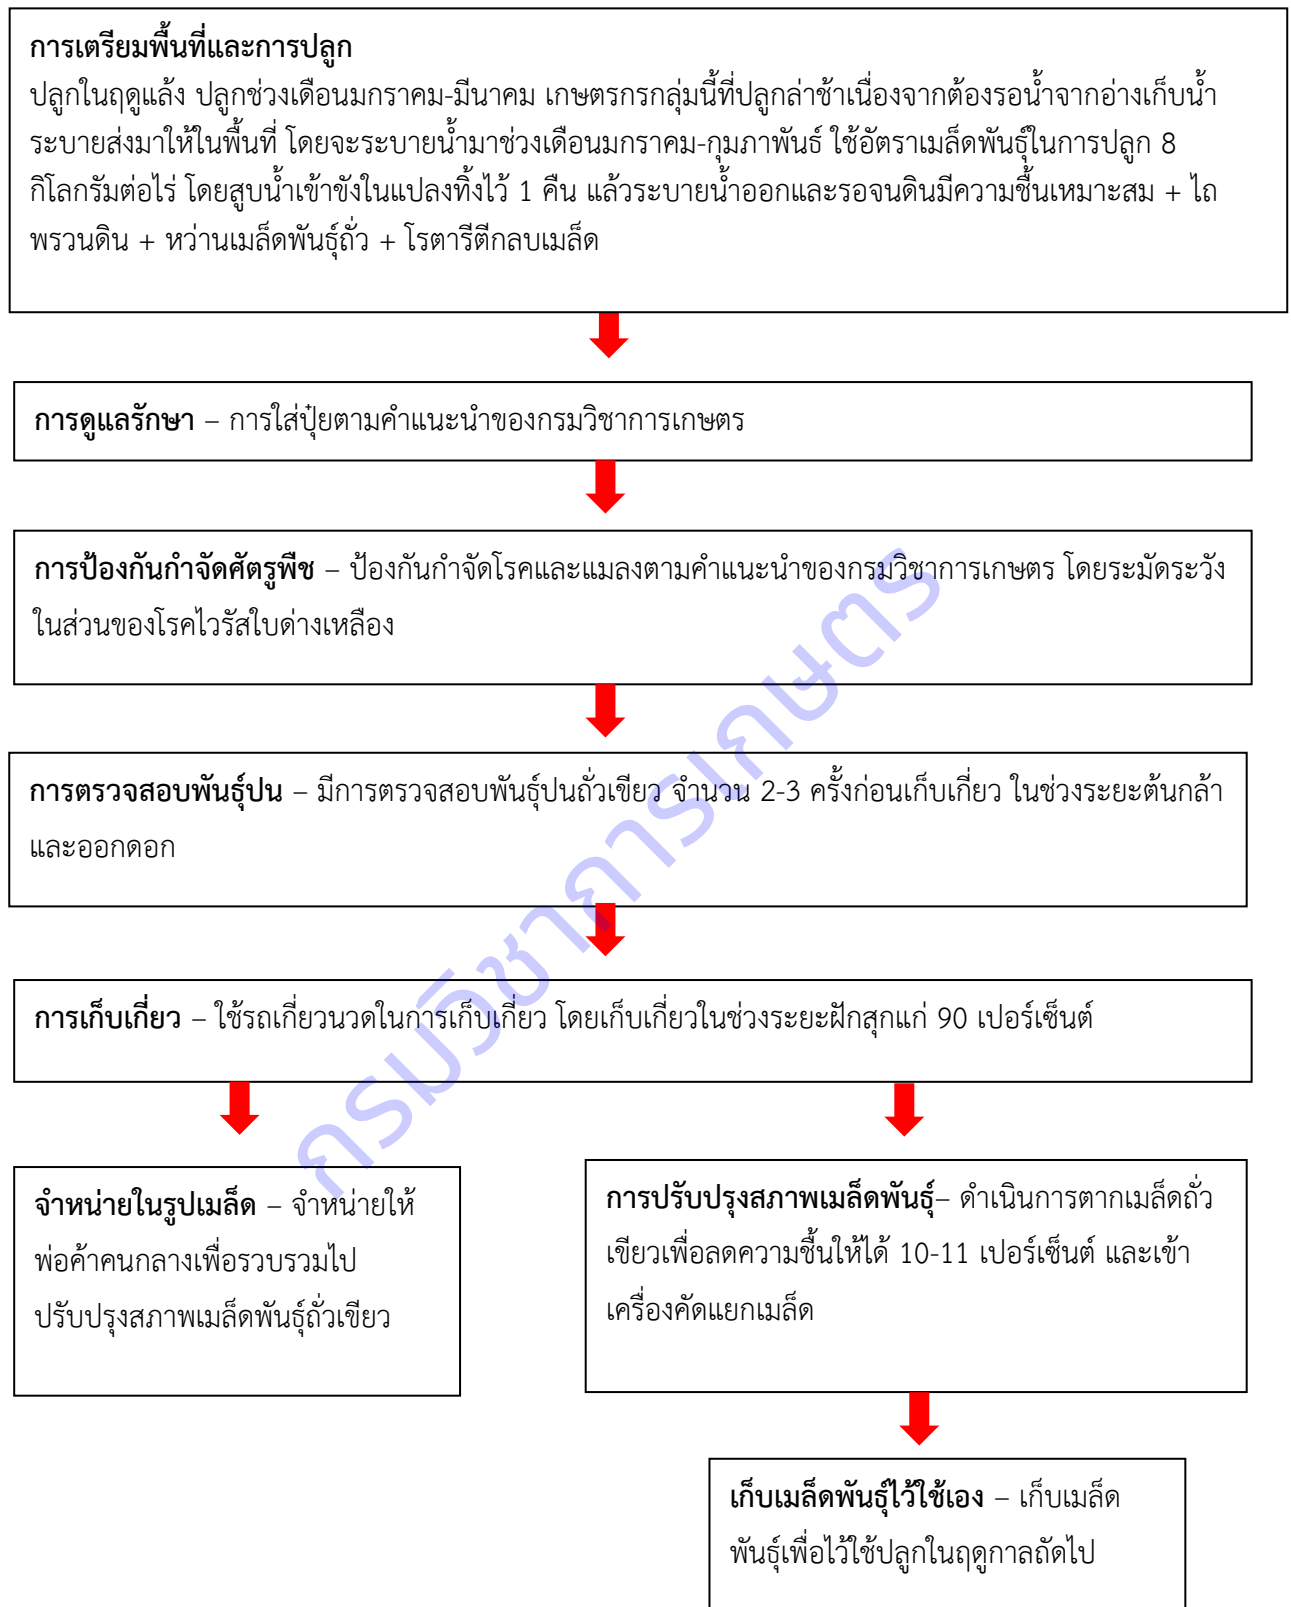 การเตรียมพื้นที่และการปลูก
ปลูกในฤดูแล้ง ปลูกช่วงเดือนมกราคม-มีนาคม เกษตรกรกลุ่มนี้ที่ปลูกล่าช้าเนื่องจากต้องรอน้ำจากอ่างเก็บน้ำ
ระบายส่งมาให้ในพื้นที่ โดยจะระบายน้ำมาช่วงเดือนมกราคม-กุมภาพันธ์ ใช้อัตราเมล็ดพันธุ์ในการปลูก 8
กิโลกรัมต่อไร่ โดยสูบน้ำเข้าขังในแปลงทิ้งไว้ 1 คืน แล้วระบายน้ำออกและรอจนดินมีความชื้นเหมาะสม + ไถ
พรวนดิน + หว่านเมล็ดพันธุ์ถั่ว + โรตารีตีกลบเมล็ด
การดูแลรักษา – การใส่ปุ๋ยตามคำแนะนำของกรมวิชาการเกษตร
การป้องกันกำจัดศัตรูพืช – ป้องกันกำจัดโรคและแมลงตามคำแนะนำของกรมวิชาการเกษตร โดยระมัดระวัง
ในส่วนของโรคไวรัสใบด่างเหลือง
การตรวจสอบพันธุ์ปน – มีการตรวจสอบพันธุ์ปนถั่วเขียว จำนวน 2-3 ครั้งก่อนเก็บเกี่ยว ในช่วงระยะต้นกล้า
และออกดอก
การเก็บเกี่ยว – ใช้รถเกี่ยวนวดในการเก็บเกี่ยว โดยเก็บเกี่ยวในช่วงระยะฝักสุกแก่ 90 เปอร์เซ็นต์
จำหน่ายในรูปเมล็ด – จำหน่ายให้
พ่อค้าคนกลางเพื่อรวบรวมไป
ปรับปรุงสภาพเมล็ดพันธุ์ถั่วเขียว
การปรับปรุงสภาพเมล็ดพันธุ์– ดำเนินการตากเมล็ดถั่ว
เขียวเพื่อลดความชื้นให้ได้ 10-11 เปอร์เซ็นต์ และเข้า
เครื่องคัดแยกเมล็ด
เก็บเมล็ดพันธุ์ไว้ใช้เอง – เก็บเมล็ด
พันธุ์เพื่อไว้ใช้ปลูกในฤดูกาลถัดไป
กรมวิชาการเกษตร